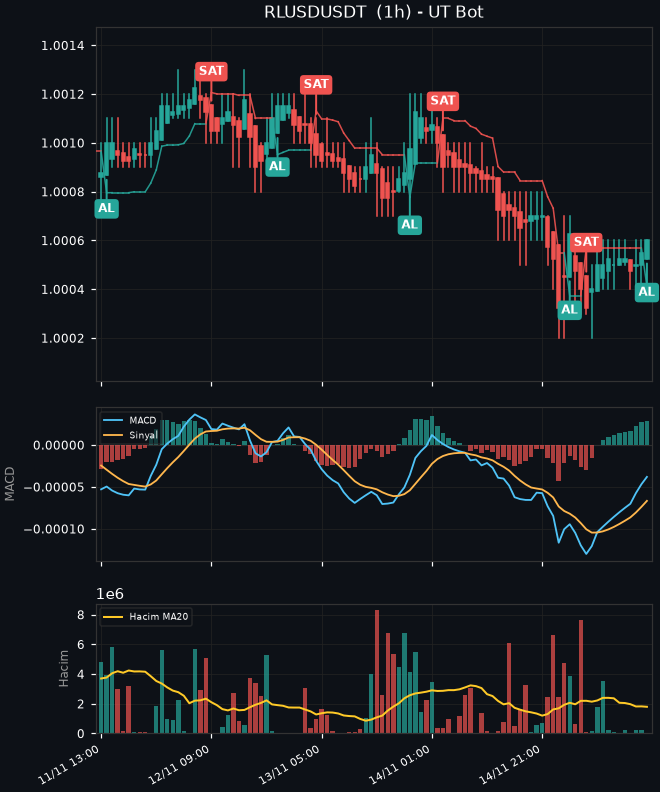 RLUSDUSDT (1h) - UT Bot
1.0014
1.0012
1.0010
1.0008
1.0006
1.0004
1.0002
SAT
SAT
SAT
AL
AL
AL
SAT
AL
AL
MACD
MACD
Sinyal
0.00000
−0.00005
−0.00010
1e6
Hacim
Hacim MA20
8
6
4
2
0
11/11 13:00
12/11 09:00
13/11 05:00
14/11 01:00
14/11 21:00